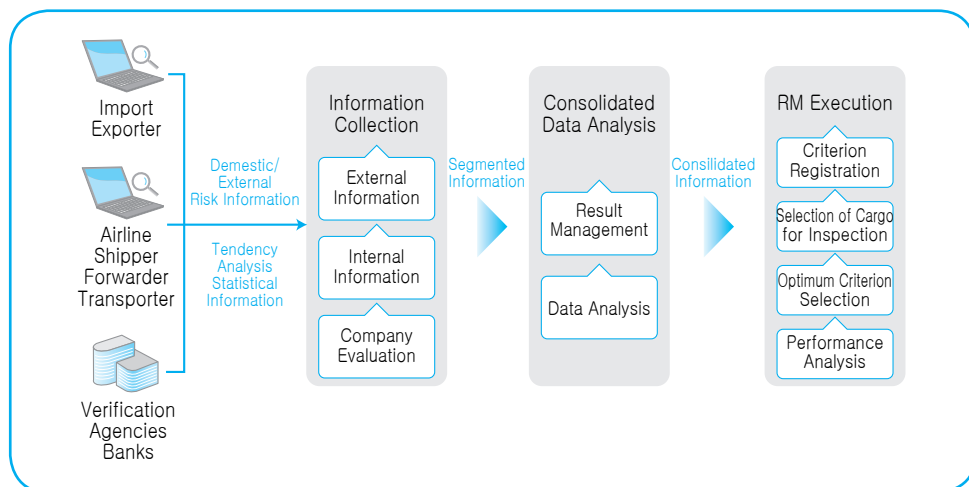 Import
Exporter
Airline
Shipper
Forwarder
Transporter
Verification
Agencies
Banks
Demestic/
External
Risk Information
Tendency
Analysis
Statistical
Information
Information
Collection
External
Information
Internal
Information
Company
Evaluation
Segmented
Information
Consolidated
Data Analysis
Result
Management
Data Analysis
Consilidated
Information
RM Execution
Criterion
Registration
Selection of Cargo
for Inspection
Optimum Criterion
Selection
Performance
Analysis